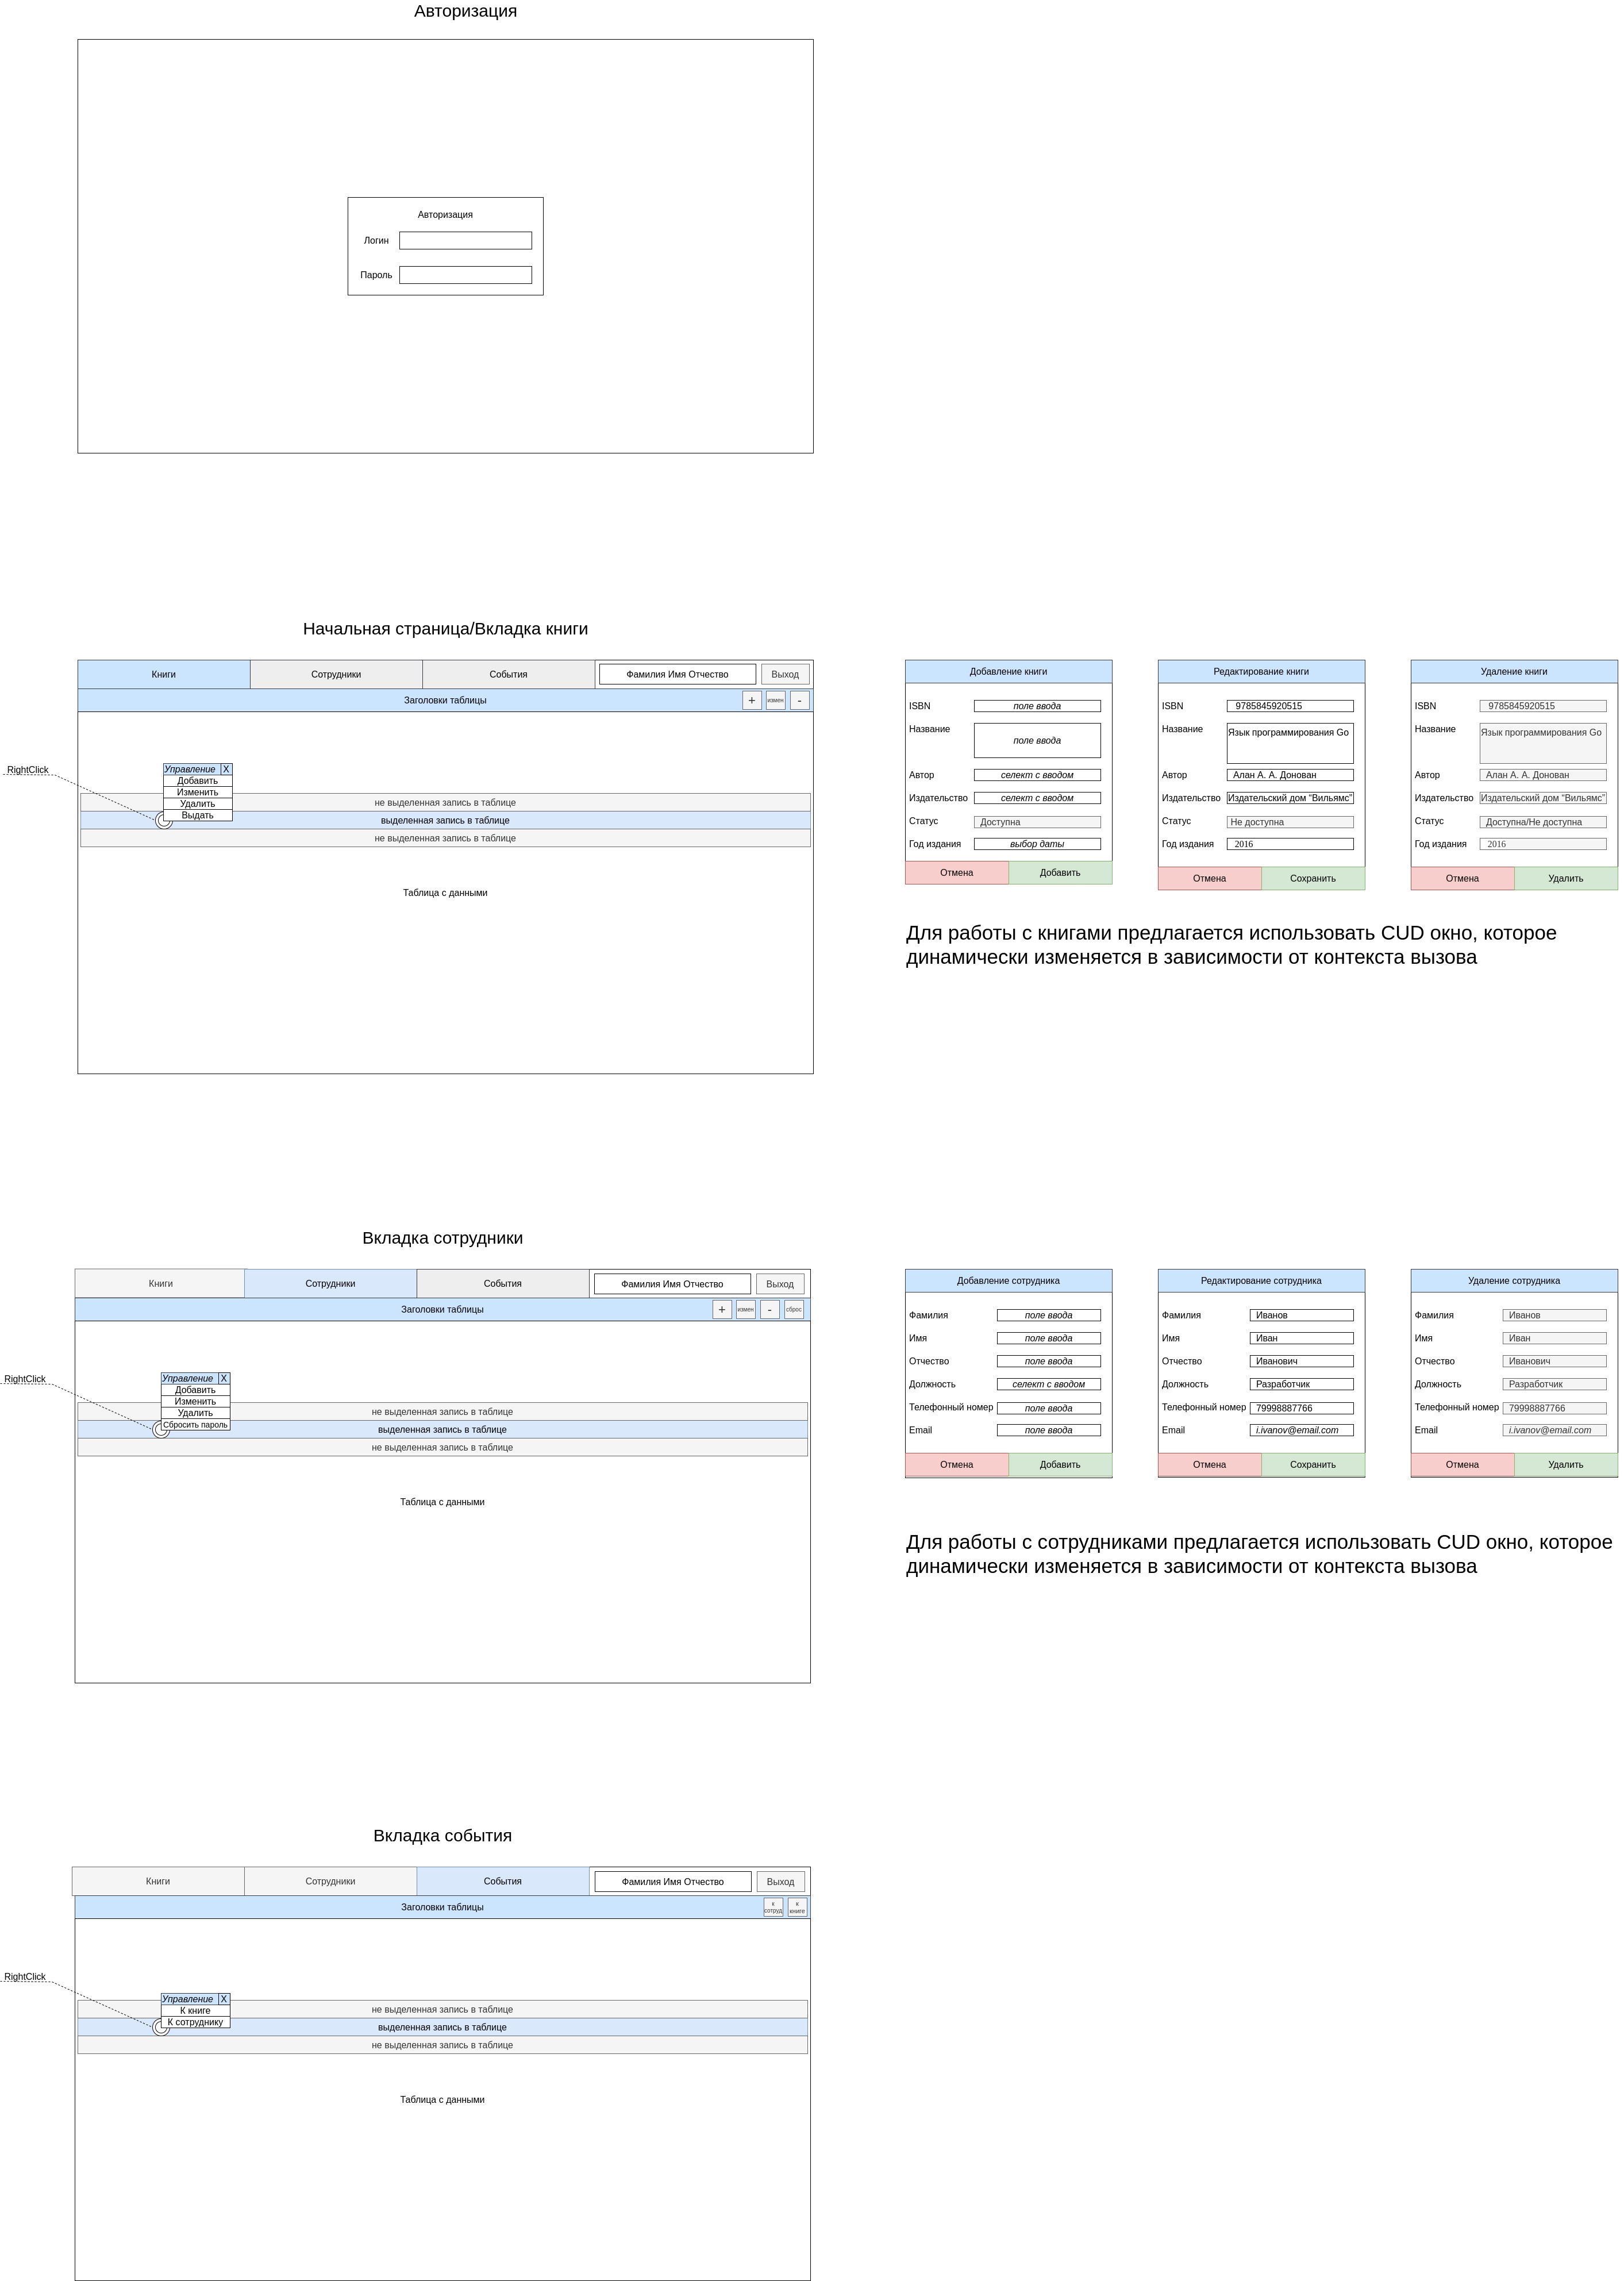 Авторизация
Авторизация
Логин
Пароль
Начальная страница/Вкладка книги
Книги Сотрудники События Фамилия Имя Отчество Выход
Заголовки таблицы + измен -
RightClick
Управление X
Добавить
Изменить
Удалить
Выдать
не выделенная запись в таблице
выделенная запись в таблице
не выделенная запись в таблице
Таблица с данными
Добавление книги
ISBN поле ввода
Название поле ввода
Автор селект с вводом
Издательство селект с вводом
Статус Доступна
Год издания выбор даты
Отмена Добавить
Редактирование книги
ISBN 9785845920515
Название Язык программирования Go
Автор Алан А. А. Донован
Издательство Издательский дом “Вильямс”
Статус Не доступна
Год издания 2016
Отмена Сохранить
Удаление книги
ISBN 9785845920515
Название Язык программирования Go
Автор Алан А. А. Донован
Издательство Издательский дом “Вильямс”
Статус Доступна/Не доступна
Год издания 2016
Отмена Удалить
Для работы с книгами предлагается использовать CUD окно, которое
динамически изменяется в зависимости от контекста вызова
Вкладка сотрудники
Книги Сотрудники События Фамилия Имя Отчество Выход
Заголовки таблицы + измен - сброс
RightClick
Управление X
Добавить
Изменить
Удалить
Сбросить пароль
не выделенная запись в таблице
выделенная запись в таблице
не выделенная запись в таблице
Таблица с данными
Добавление сотрудника
Фамилия поле ввода
Имя поле ввода
Отчество поле ввода
Должность селект с вводом
Телефонный номер поле ввода
Email поле ввода
Отмена Добавить
Редактирование сотрудника
Фамилия Иванов
Имя Иван
Отчество Иванович
Должность Разработчик
Телефонный номер 79998887766
Email i.ivanov@email.com
Отмена Сохранить
Удаление сотрудника
Фамилия Иванов
Имя Иван
Отчество Иванович
Должность Разработчик
Телефонный номер 79998887766
Email i.ivanov@email.com
Отмена Удалить
Для работы с сотрудниками предлагается использовать CUD окно, которое
динамически изменяется в зависимости от контекста вызова
Вкладка события
Книги Сотрудники События Фамилия Имя Отчество Выход
Заголовки таблицы
к
сотруд
к
книге
RightClick
Управление X
К книге
К сотруднику
не выделенная запись в таблице
выделенная запись в таблице
не выделенная запись в таблице
Таблица с данными